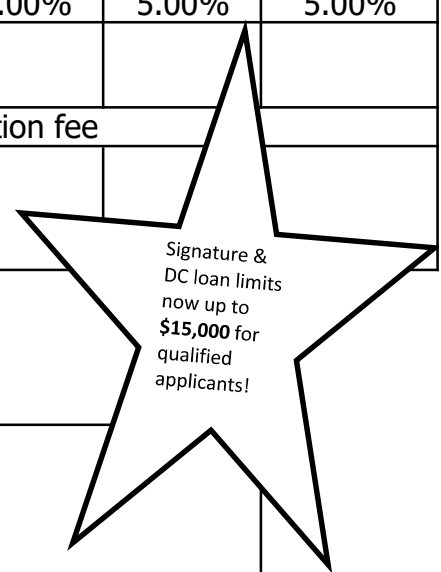 .00% 5.00% 5.00%
tion fee
Signature &
DC loan limits
now up to
$15,000 for
qualified
applicants!